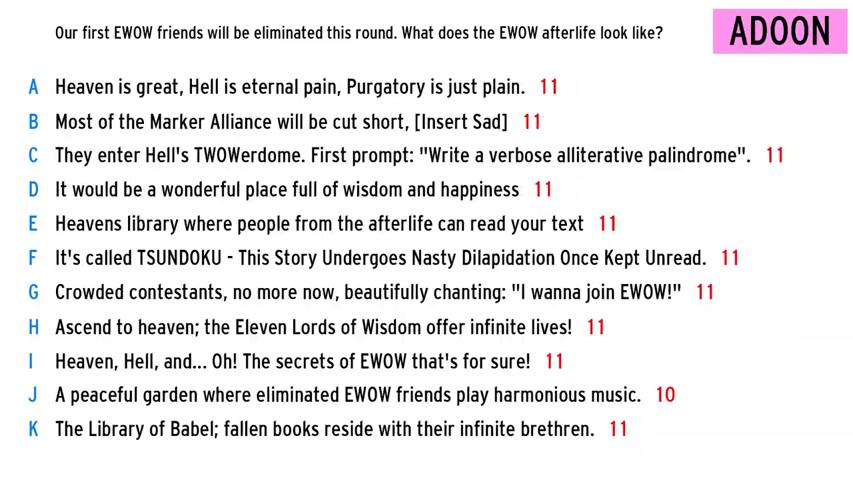 Our first EWOW friends will be eliminated this round. What does the EWOW afterlife look like?
ADOON
A Heaven is great, Hell is eternal pain, Purgatory is just plain. 11
B Most of the Marker Alliance will be cut short, [Insert Sad] 11
C They enter Hell's TWOWerdome. First prompt: "Write a verbose alliterative palindrome". 11
D It would be a wonderful place full of wisdom and happiness 11
E Heavens library where people from the afterlife can read your text 11
F It's called TSUNDOKU - This Story Undergoes Nasty Dilapidation Once Kept Unread. 11
G Crowded contestants, no more now, beautifully chanting: "I wanna join EWOW!" 11
H Ascend to heaven; the Eleven Lords of Wisdom offer infinite lives! 11
I Heaven, Hell, and... Oh! The secrets of EWOW that's for sure! 11
J A peaceful garden where eliminated EWOW friends play harmonious music. 10
K The Library of Babel; fallen books reside with their infinite brethren. 11